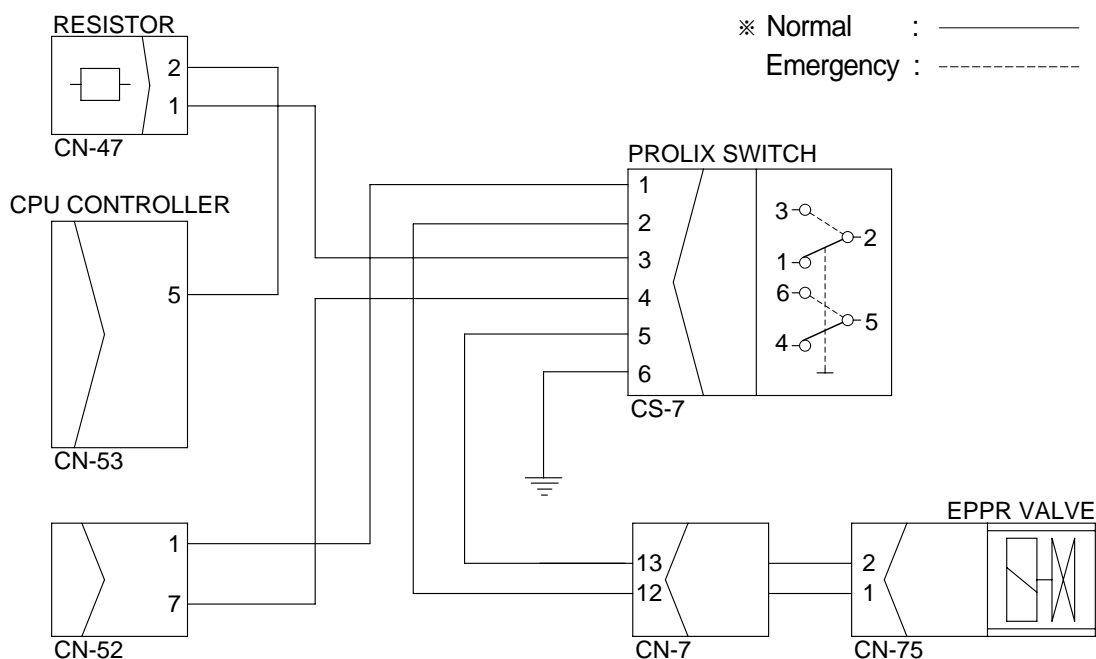 RESISTOR
2
1
CN-47
※ Normal :
Emergency :
CPU CONTROLLER
5
CN-53
1
7
CN-52
PROLIX SWITCH
1
2
3
4
5
6
3
2
1
6
5
4
CS-7
13
12
CN-7
EPPR VALVE
2
1
CN-75